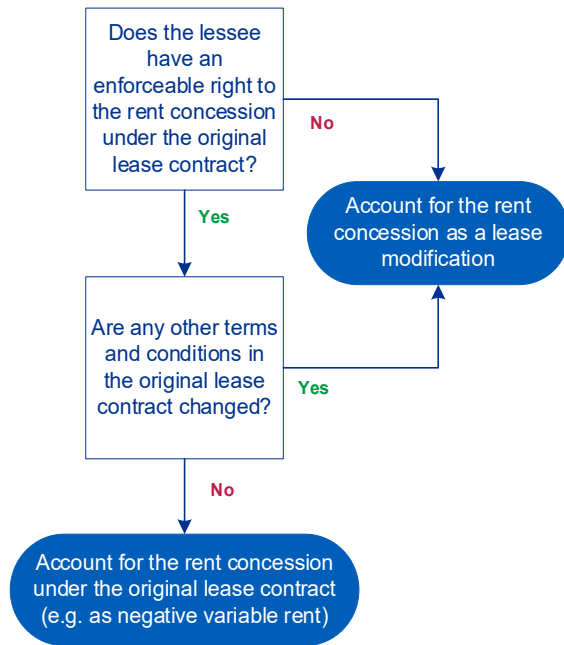 Does the lessee
have an
enforceable right to
the rent concession
under the original
lease contract?
No
Yes
Account for the rent
concession as a lease
modification
Are any other terms
and conditions in
the original lease
contract changed?
Yes
No
Account for the rent concession
under the original lease contract
(e.g. as negative variable rent)